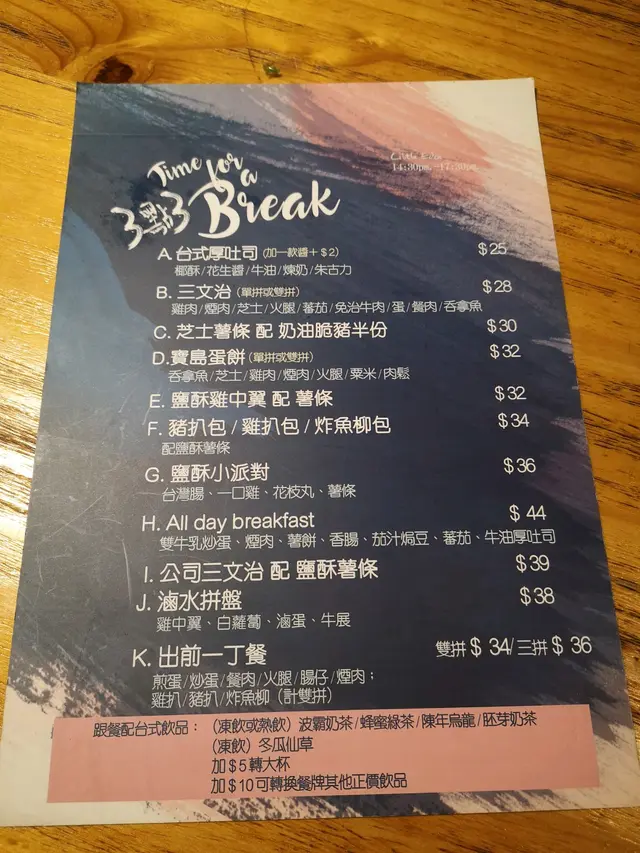 Time for a Break
3點3
14:30pm.-17:30pm.
A. 台式厚吐司 (加一款醬+$2) $25
椰酥/花生醬/牛油/煉奶/朱古力
B. 三文治 (單拼或雙拼) $28
雞肉/煙肉/芝士/火腿/蕃茄/免治牛肉/蛋/餐肉/吞拿魚
C. 芝士薯條 配 奶油脆豬半份 $30
D. 寶島蛋餅 (單拼或雙拼) $32
吞拿魚/芝士/雞肉/煙肉/火腿/粟米/肉鬆
E. 鹽酥雞中翼 配 薯條 $32
F. 豬扒包 / 雞扒包 / 炸魚柳包 $34
配鹽酥薯條
G. 鹽酥小派對 $36
台灣腸、一口雞、花枝丸、薯條
H. All day breakfast $44
雙牛乳炒蛋、煙肉、薯餅、香腸、茄汁焗豆、蕃茄、牛油厚吐司
I. 公司三文治 配 鹽酥薯條 $39
J. 滷水拼盤 $38
雞中翼、白蘿蔔、滷蛋、牛展
K. 出前一丁餐 雙拼 $34/ 三拼 $36
煎蛋/炒蛋/餐肉/火腿/腸仔/煙肉；
雞扒/豬扒/炸魚柳（計雙拼）
跟餐配台式飲品：（凍飲或熱飲）波霸奶茶/蜂蜜綠茶/陳年烏龍/胚芽奶茶
（凍飲）冬瓜仙草
加$5轉大杯
加$10可轉換餐牌其他正價飲品